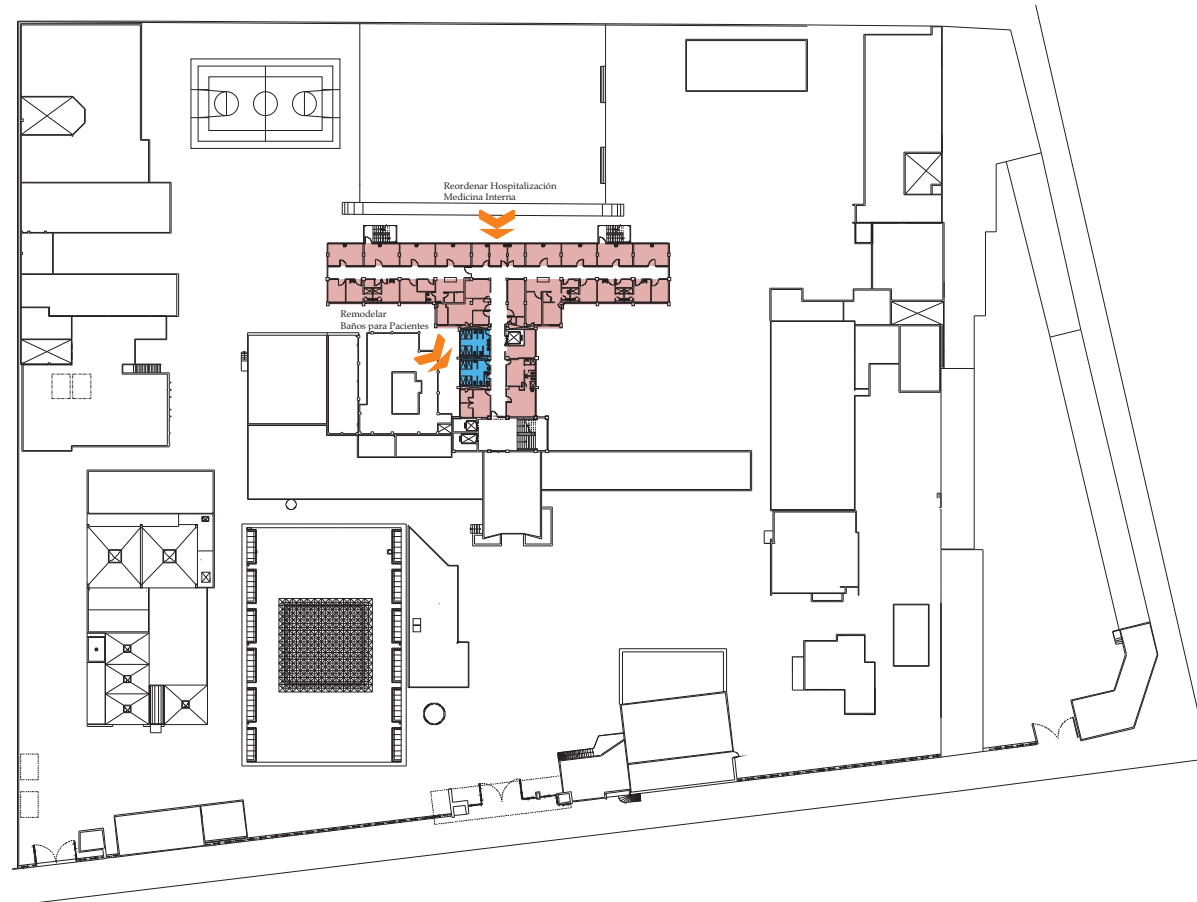 Reordenar Hospitalización
Medicina Interna
Remodelar
Baños para Pacientes